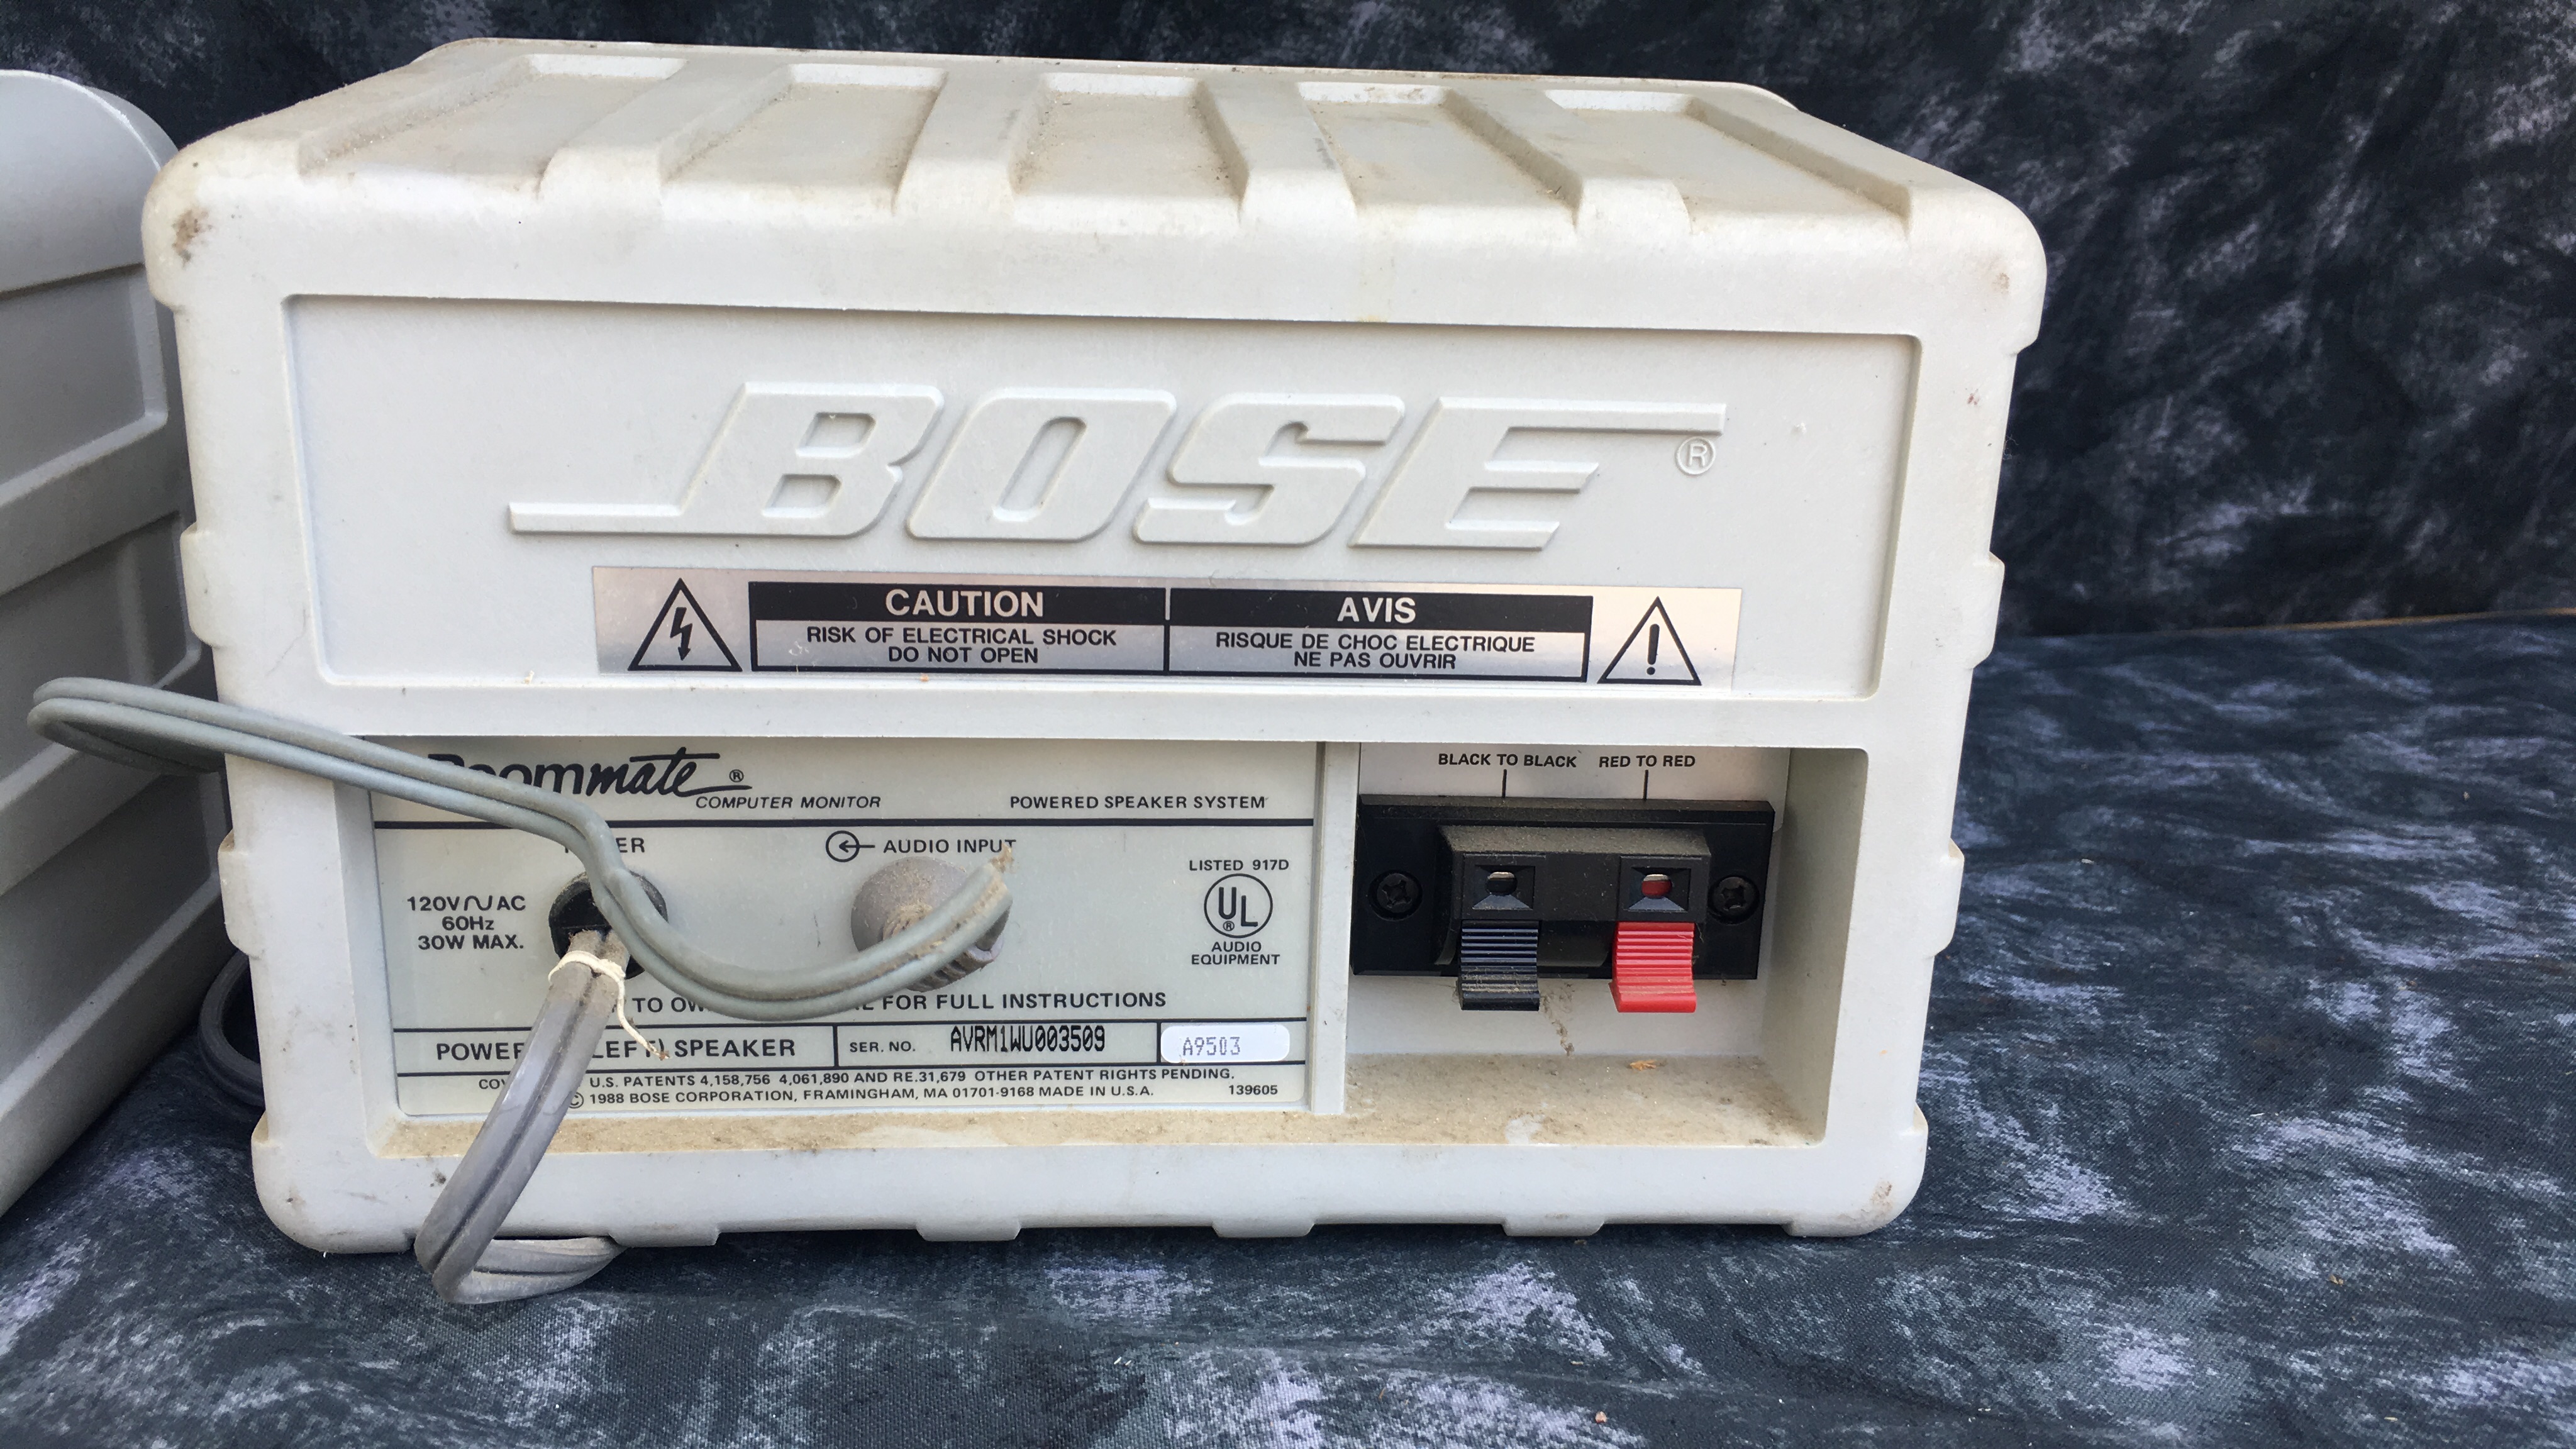 BOSE®
CAUTION
RISK OF ELECTRICAL SHOCK
DO NOT OPEN
AVIS
RISQUE DE CHOC ELECTRIQUE
NE PAS OUVRIR
Roommate®
COMPUTER MONITOR
POWERED SPEAKER SYSTEM
AUDIO INPUT
120V AC
60Hz
30W MAX.
LISTED 917D
UL®
AUDIO
EQUIPMENT
TO FOR FULL INSTRUCTIONS
SPEAKER
SER. NO. AVRM1WU003509
A9503
U.S. PATENTS 4,158,756 4,061,890 AND RE.31,679 OTHER PATENT RIGHTS PENDING.
© 1988 BOSE CORPORATION, FRAMINGHAM, MA 01701-9168 MADE IN U.S.A.
139605
BLACK TO BLACK
RED TO RED